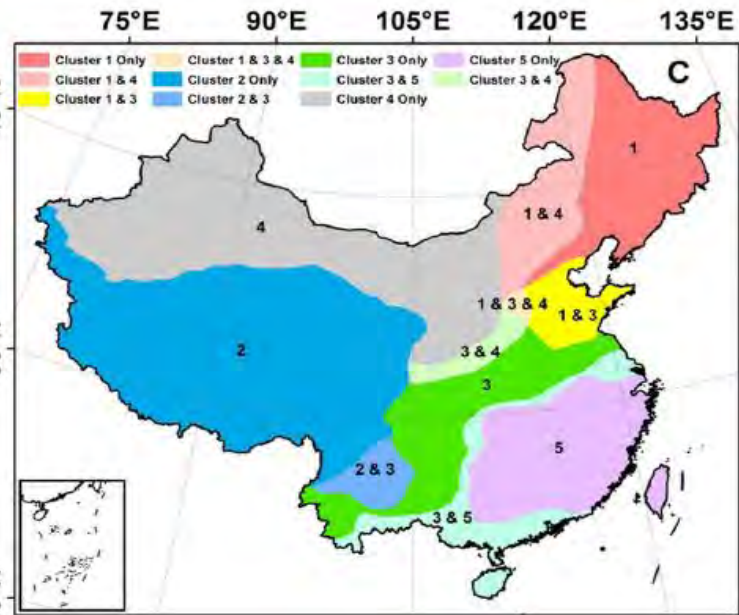 75°E 90°E 105°E 120°E 135°E
Cluster 1 Only Cluster 1 & 3 & 4 Cluster 3 Only Cluster 5 Only
Cluster 1 & 4 Cluster 2 Only Cluster 3 & 5 Cluster 3 & 4
Cluster 1 & 3 Cluster 2 & 3 Cluster 4 Only
C
1
1 & 4
4
1 & 3 & 4
1 & 3
2
3 & 4
3
5
2 & 3
3 & 5